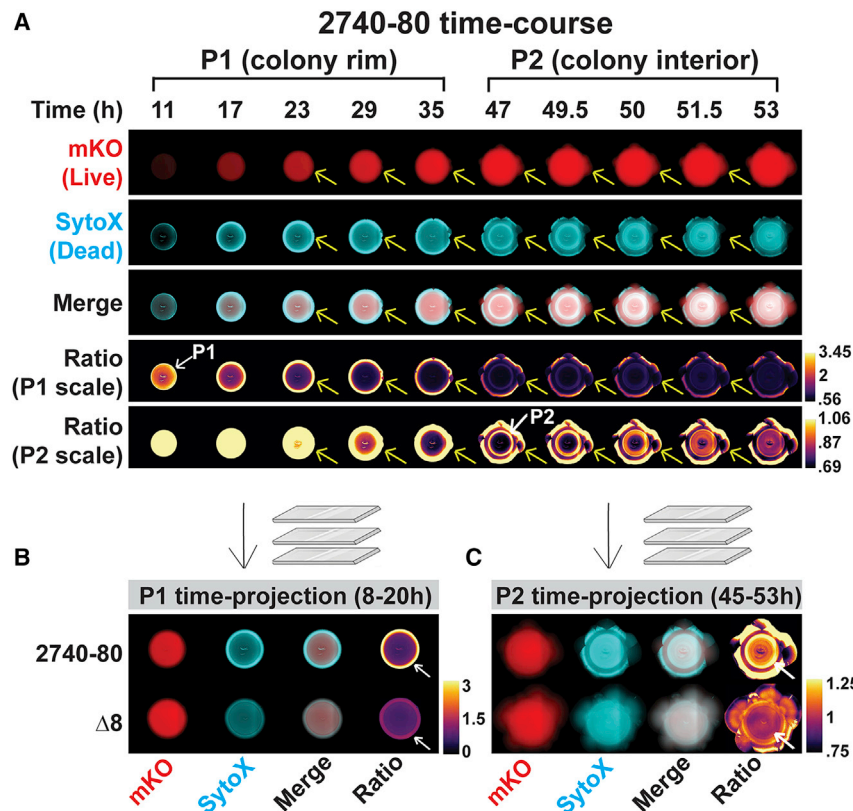 A
2740-80 time-course
P1 (colony rim) P2 (colony interior)
Time (h) 11 17 23 29 35 47 49.5 50 51.5 53
mKO
(Live)
SytoX
(Dead)
Merge
Ratio
(P1 scale)
P1
3.45
2
.56
Ratio
(P2 scale)
P2
1.06
.87
.69
B
P1 time-projection (8-20h)
2740-80
Δ8
3
1.5
0
mKO SytoX Merge Ratio
C
P2 time-projection (45-53h)
1.25
1
.75
mKO SytoX Merge Ratio